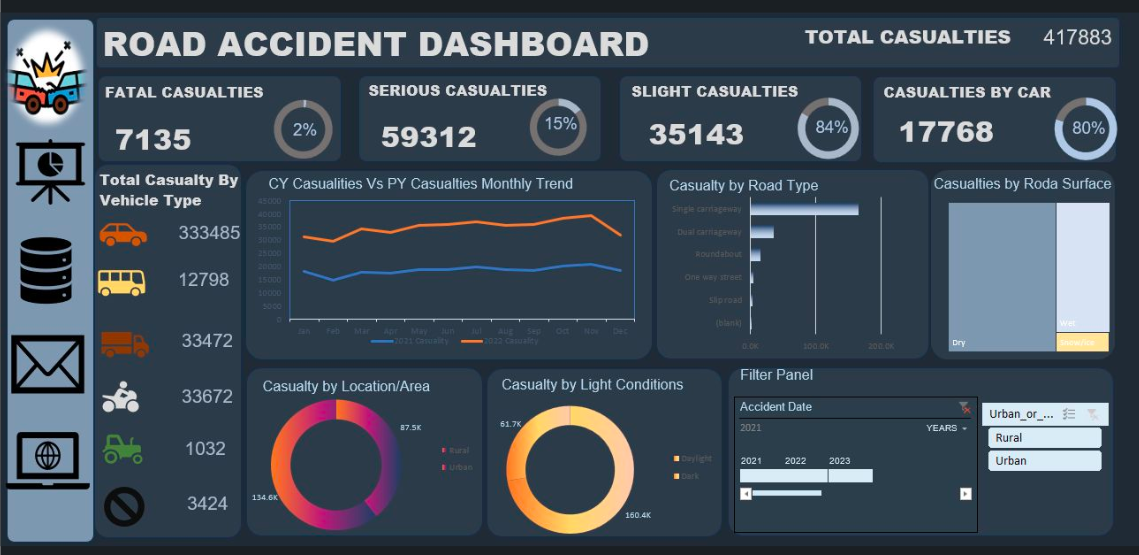 ROAD ACCIDENT DASHBOARD
TOTAL CASUALTIES 417883
FATAL CASUALTIES
7135
2%
SERIOUS CASUALTIES
59312
15%
SLIGHT CASUALTIES
35143
84%
CASUALTIES BY CAR
17768
80%
Total Casualty By
Vehicle Type
333485
12798
33472
33672
1032
3424
CY Casualities Vs PY Casualties Monthly Trend
45000
40000
35000
30000
25000
20000
15000
10000
5000
0
Jan Feb Mar Apr May Jun Jul Aug Sep Oct Nov Dec
2021 Casuality 2022 Casualtiy
Casualty by Road Type
Single carriageway
Dual carriageway
Roundabout
One way street
Slip road
(blank)
0.0K 100.0K 200.0K
Casualties by Roda Surface
Dry
Wet
Snow/Ice
Casualty by Location/Area
87.5K
134.6K
Rural
Urban
Casualty by Light Conditions
61.7K
160.4K
Daylight
Dark
Filter Panel
Accident Date
2021 YEARS
2021 2022 2023
Urban_or_...
Rural
Urban